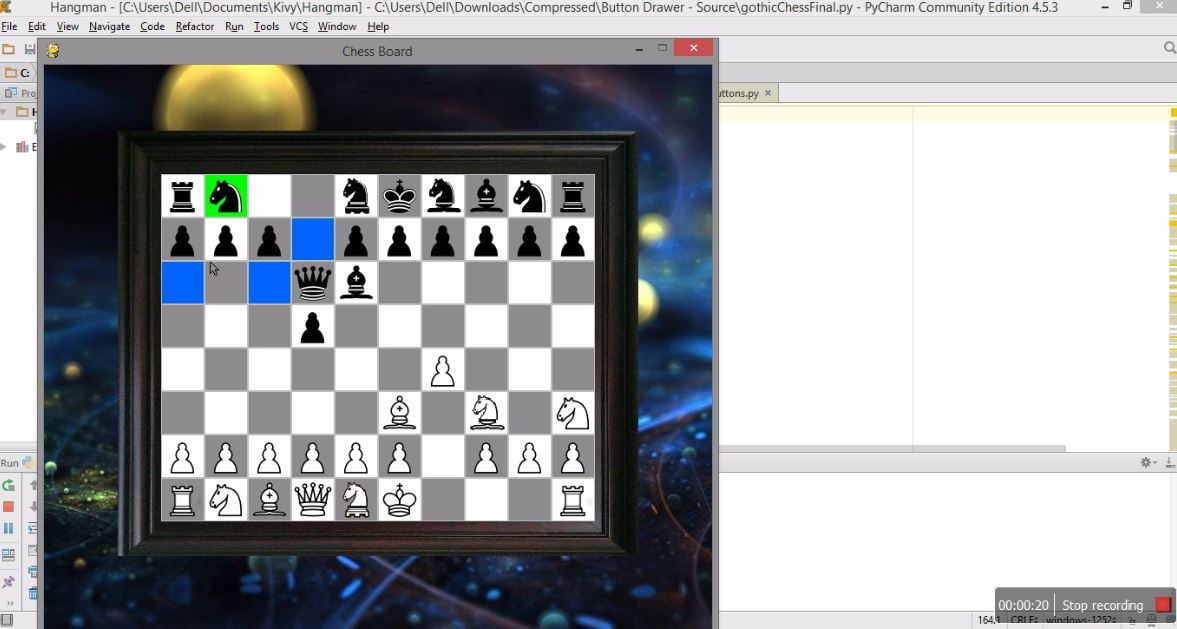 Hangman - [C:\Users\Dell\Documents\Kivy\Hangman] - C:\Users\Dell\Downloads\Compressed\Button Drawer - Source\gothicChessFinal.py - PyCharm Community Edition 4.5.3
File Edit View Navigate Code Refactor Run Tools VCS Window Help
Chess Board
C:
Proj
uttons.py
Run
00:00:20 Stop recording
164:1 CRLF÷ windows-1252÷